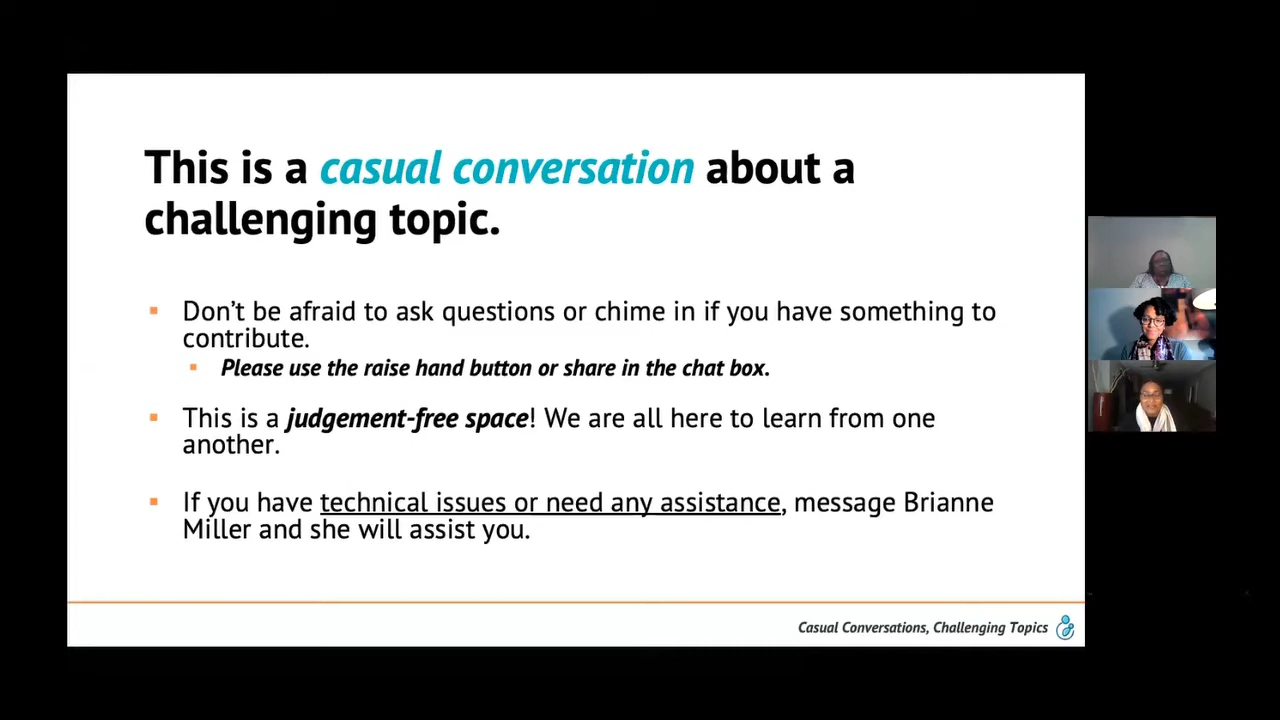 This is a casual conversation about a
challenging topic.
Don’t be afraid to ask questions or chime in if you have something to
contribute.
Please use the raise hand button or share in the chat box.
This is a judgement-free space! We are all here to learn from one
another.
If you have technical issues or need any assistance, message Brianne
Miller and she will assist you.
Casual Conversations, Challenging Topics